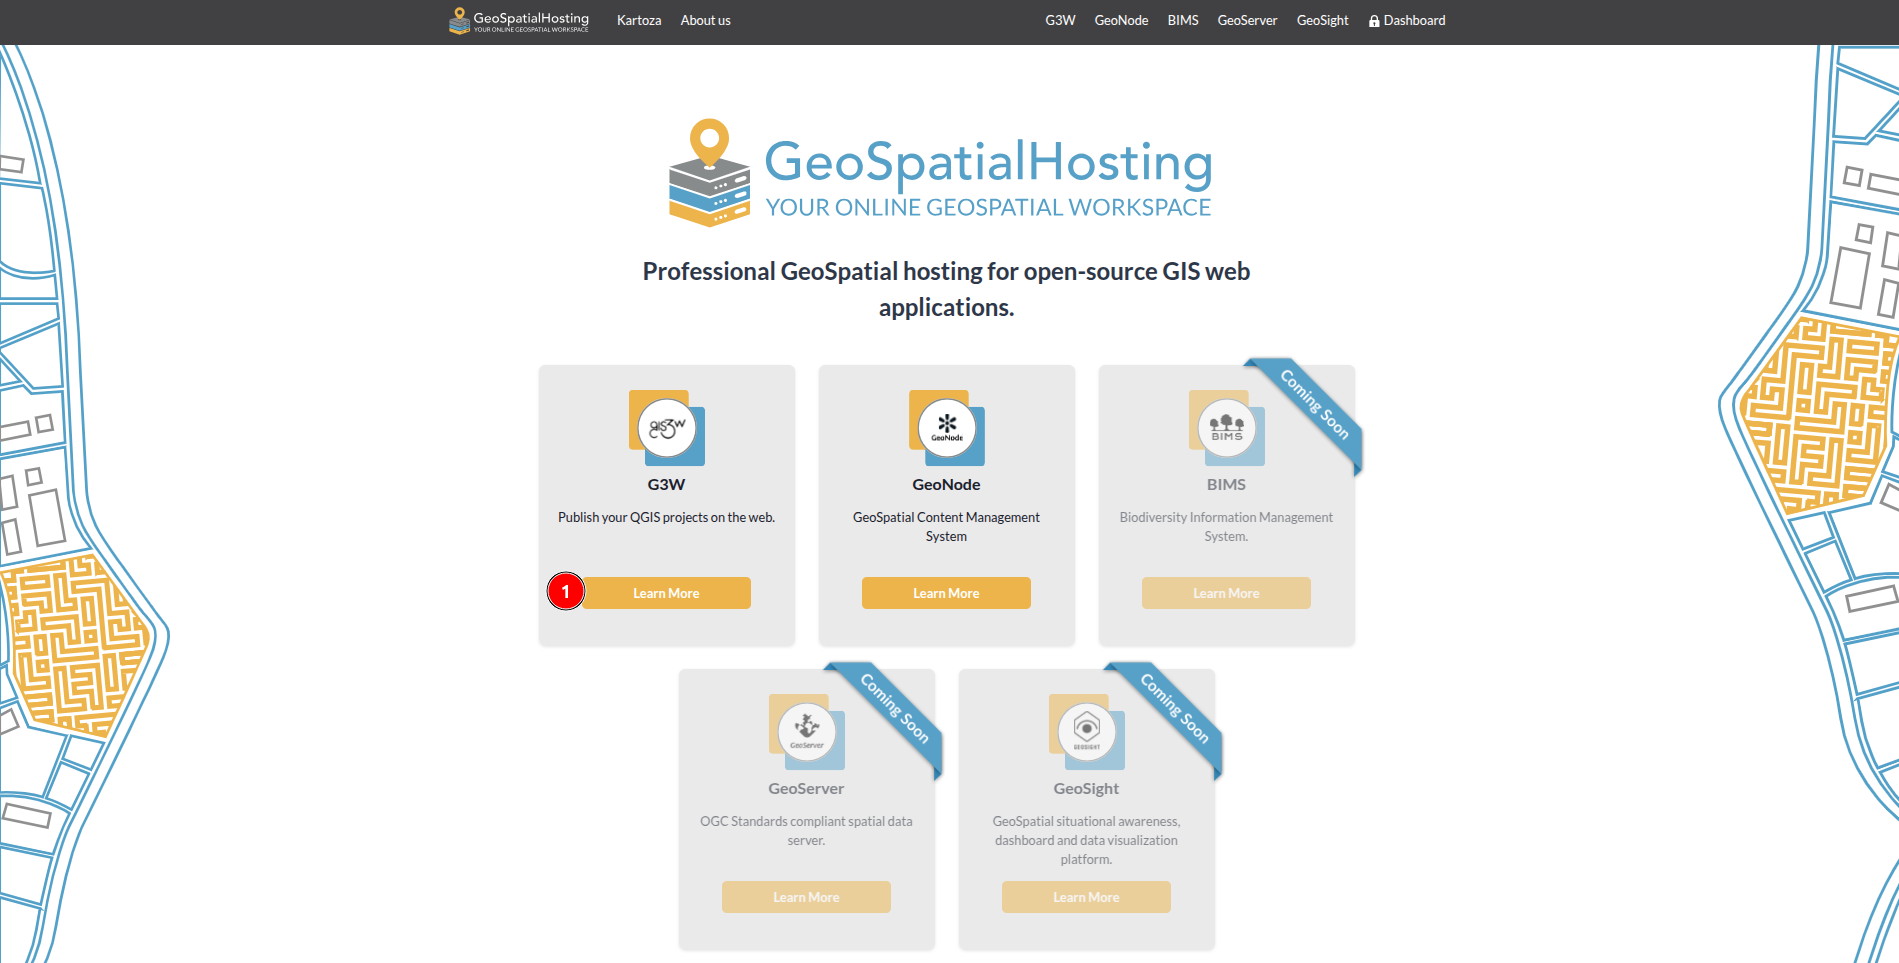 GeoSpatialHosting
YOUR ONLINE GEOSPATIAL WORKSPACE
Kartoza
About us
G3W
GeoNode
BIMS
GeoServer
GeoSight
Dashboard
GeoSpatialHosting
YOUR ONLINE GEOSPATIAL WORKSPACE
Professional GeoSpatial hosting for open-source GIS web
applications.
GIS3W
G3W
Publish your QGIS projects on the web.
1
Learn More
GeoNode
GeoNode
GeoSpatial Content Management
System
Learn More
Coming Soon
BIMS
BIMS
Biodiversity Information Management
System.
Learn More
Coming Soon
GeoServer
GeoServer
OGC Standards compliant spatial data
server.
Learn More
Coming Soon
GEOSIGHT
GeoSight
GeoSpatial situational awareness,
dashboard and data visualization
platform.
Learn More